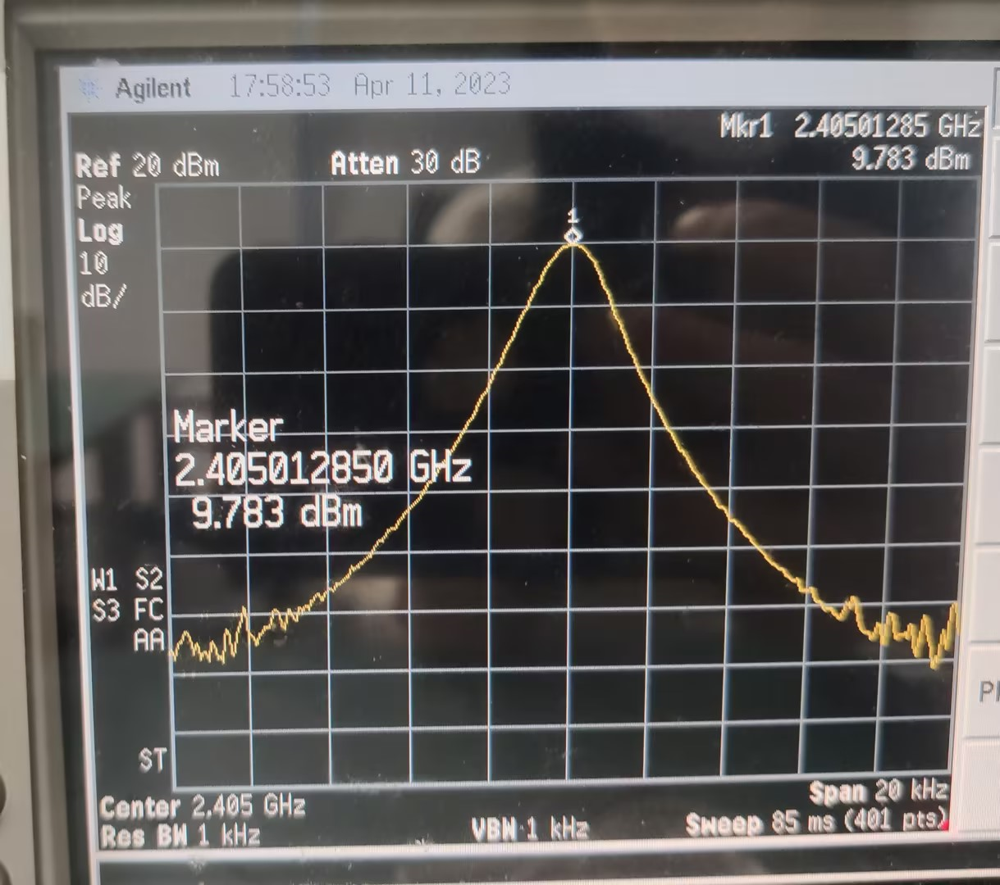 Agilent 17:58:53 Apr 11, 2023
Mkr1 2.40501285 GHz
Ref 20 dBm Atten 30 dB 9.783 dBm
Peak
Log
10
dB/
1
Marker
2.405012850 GHz
9.783 dBm
W1 S2
S3 FC
AA
ST
Center 2.405 GHz Span 20 kHz
Res BW 1 kHz VBW 1 kHz Sweep 85 ms (401 pts)